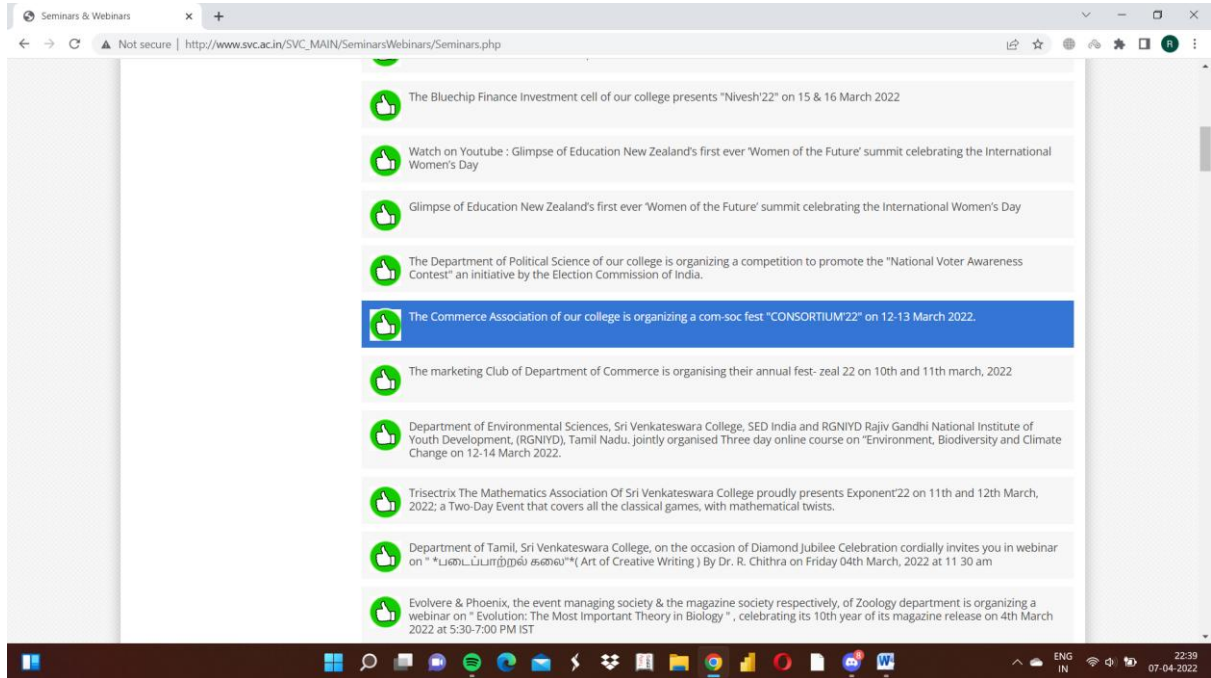 Seminars & Webinars
Not secure | http://www.svc.ac.in/SVC_MAIN/SeminarsWebinars/Seminars.php
R
The Bluechip Finance Investment cell of our college presents "Nivesh'22" on 15 & 16 March 2022
Watch on Youtube : Glimpse of Education New Zealand's first ever 'Women of the Future' summit celebrating the International
Women's Day
Glimpse of Education New Zealand's first ever 'Women of the Future' summit celebrating the International Women's Day
The Department of Political Science of our college is organizing a competition to promote the "National Voter Awareness
Contest" an initiative by the Election Commission of India.
The Commerce Association of our college is organizing a com-soc fest "CONSORTIUM'22" on 12-13 March 2022.
The marketing Club of Department of Commerce is organising their annual fest- zeal 22 on 10th and 11th march, 2022
Department of Environmental Sciences, Sri Venkateswara College, SED India and RGNIYD Rajiv Gandhi National Institute of
Youth Development, (RGNIYD), Tamil Nadu. jointly organised Three day online course on "Environment, Biodiversity and Climate
Change on 12-14 March 2022.
Trisectrix The Mathematics Association Of Sri Venkateswara College proudly presents Exponent'22 on 11th and 12th March,
2022; a Two-Day Event that covers all the classical games, with mathematical twists.
Department of Tamil, Sri Venkateswara College, on the occasion of Diamond Jubilee Celebration cordially invites you in webinar
on " *படைப்பாற்றல் கலை"*( Art of Creative Writing ) By Dr. R. Chithra on Friday 04th March, 2022 at 11 30 am
Evolvere & Phoenix, the event managing society & the magazine society respectively, of Zoology department is organizing a
webinar on " Evolution: The Most Important Theory in Biology " , celebrating its 10th year of its magazine release on 4th March
2022 at 5:30-7:00 PM IST
ENG
IN
22:39
07-04-2022